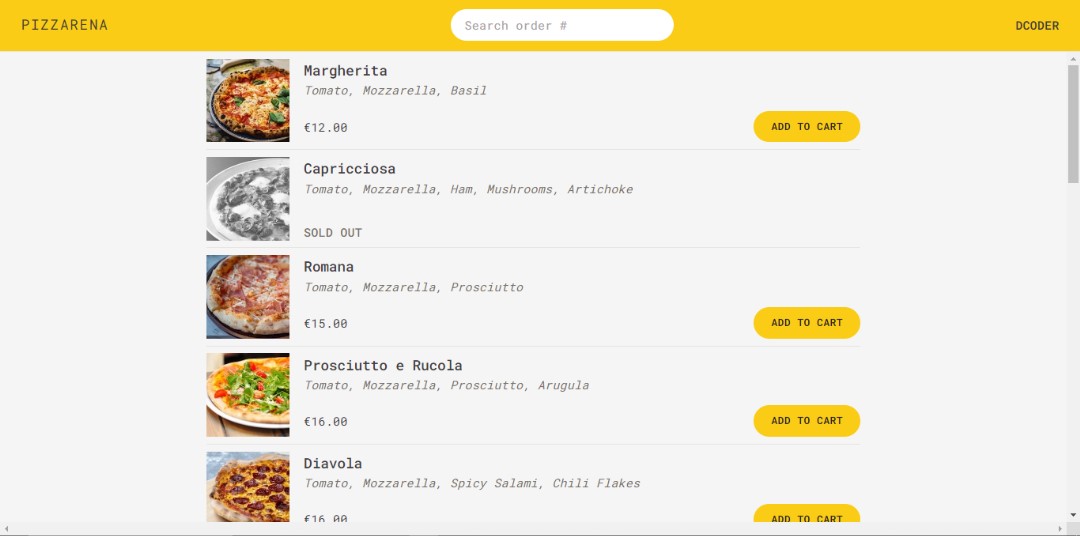 PIZZARENA
Search order #
DCODER
Margherita
Tomato, Mozzarella, Basil
€12.00
ADD TO CART
Capricciosa
Tomato, Mozzarella, Ham, Mushrooms, Artichoke
SOLD OUT
Romana
Tomato, Mozzarella, Prosciutto
€15.00
ADD TO CART
Prosciutto e Rucola
Tomato, Mozzarella, Prosciutto, Arugula
€16.00
ADD TO CART
Diavola
Tomato, Mozzarella, Spicy Salami, Chili Flakes
€16.00
ADD TO CART